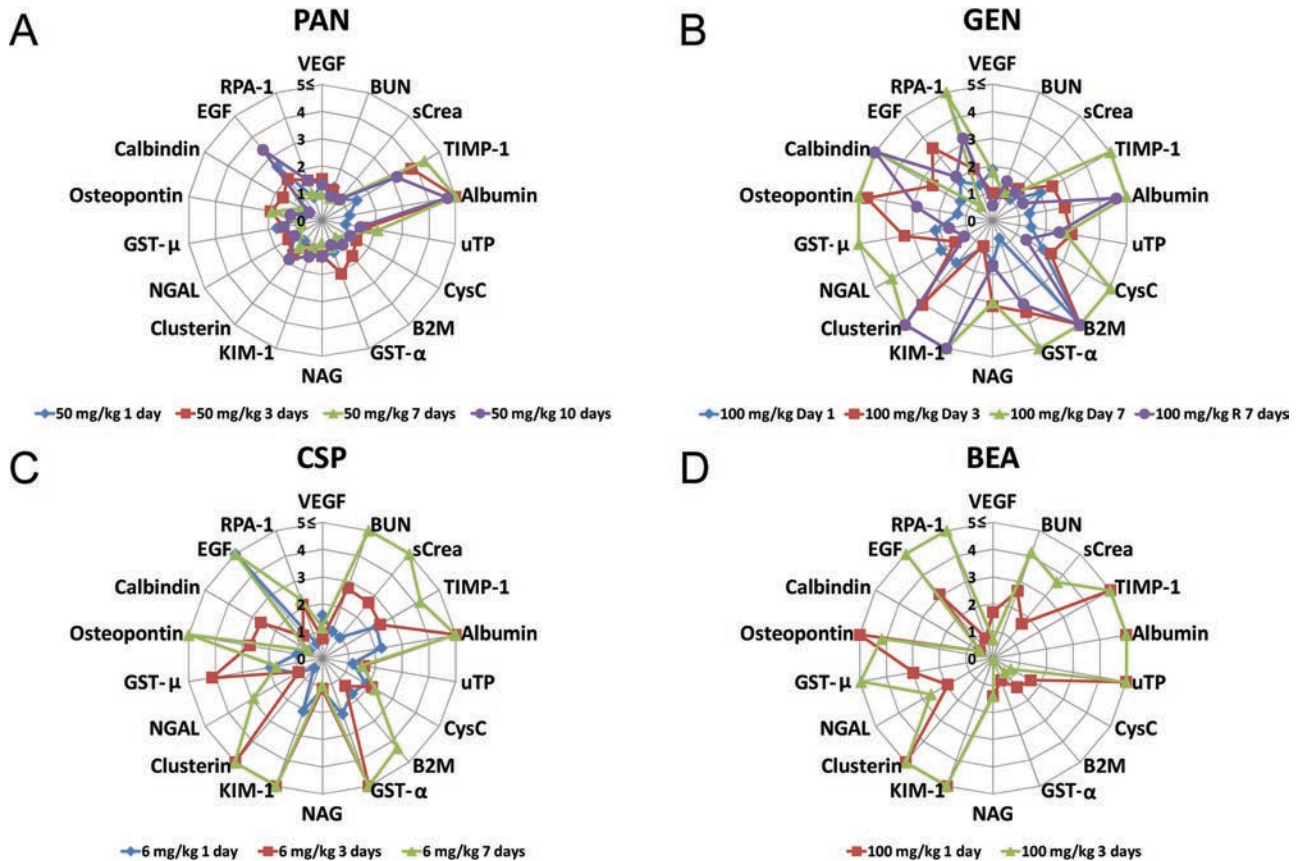 A
PAN
VEGF
BUN
sCrea
TIMP-1
Albumin
uTP
CysC
B2M
GST-α
NAG
KIM-1
Clusterin
NGAL
GST-µ
Osteopontin
Calbindin
EGF
RPA-1
5≤
4
3
2
1
0
50 mg/kg 1 day 50 mg/kg 3 days 50 mg/kg 7 days 50 mg/kg 10 days
B
GEN
VEGF
BUN
sCrea
TIMP-1
Albumin
uTP
CysC
B2M
GST-α
NAG
KIM-1
Clusterin
NGAL
GST-µ
Osteopontin
Calbindin
EGF
RPA-1
5≤
4
3
2
1
0
100 mg/kg Day 1 100 mg/kg Day 3 100 mg/kg Day 7 100 mg/kg R 7 days
C
CSP
VEGF
BUN
sCrea
TIMP-1
Albumin
uTP
CysC
B2M
GST-α
NAG
KIM-1
Clusterin
NGAL
GST-µ
Osteopontin
Calbindin
EGF
RPA-1
5≤
4
3
2
1
0
6 mg/kg 1 day 6 mg/kg 3 days 6 mg/kg 7 days
D
BEA
VEGF
BUN
sCrea
TIMP-1
Albumin
uTP
CysC
B2M
GST-α
NAG
KIM-1
Clusterin
NGAL
GST-µ
Osteopontin
Calbindin
EGF
RPA-1
5≤
4
3
2
1
0
100 mg/kg 1 day 100 mg/kg 3 days